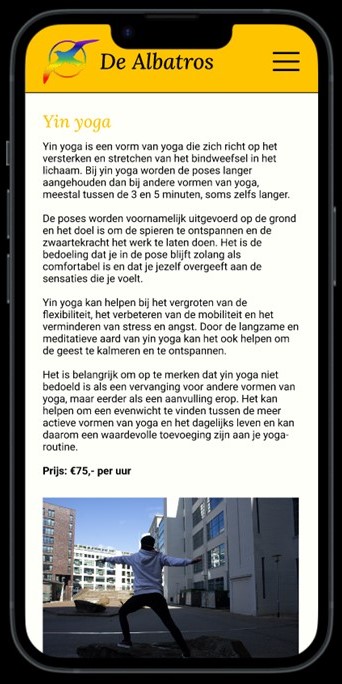 De Albatros
Yin yoga
Yin yoga is een vorm van yoga die zich richt op het
versterken en stretchen van het bindweefsel in het
lichaam. Bij yin yoga worden de poses langer
aangehouden dan bij andere vormen van yoga,
meestal tussen de 3 en 5 minuten, soms zelfs langer.
De poses worden voornamelijk uitgevoerd op de grond
en het doel is om de spieren te ontspannen en de
zwaartekracht het werk te laten doen. Het is de
bedoeling dat je in de pose blijft zolang als
comfortabel is en dat je jezelf overgeeft aan de
sensaties die je voelt.
Yin yoga kan helpen bij het vergroten van de
flexibiliteit, het verbeteren van de mobiliteit en het
verminderen van stress en angst. Door de langzame en
meditatieve aard van yin yoga kan het ook helpen om
de geest te kalmeren en te ontspannen.
Het is belangrijk om op te merken dat yin yoga niet
bedoeld is als een vervanging voor andere vormen van
yoga, maar eerder als een aanvulling erop. Het kan
helpen om een evenwicht te vinden tussen de meer
actieve vormen van yoga en het dagelijks leven en kan
daarom een waardevolle toevoeging zijn aan je yoga-
routine.
Prijs: €75,- per uur